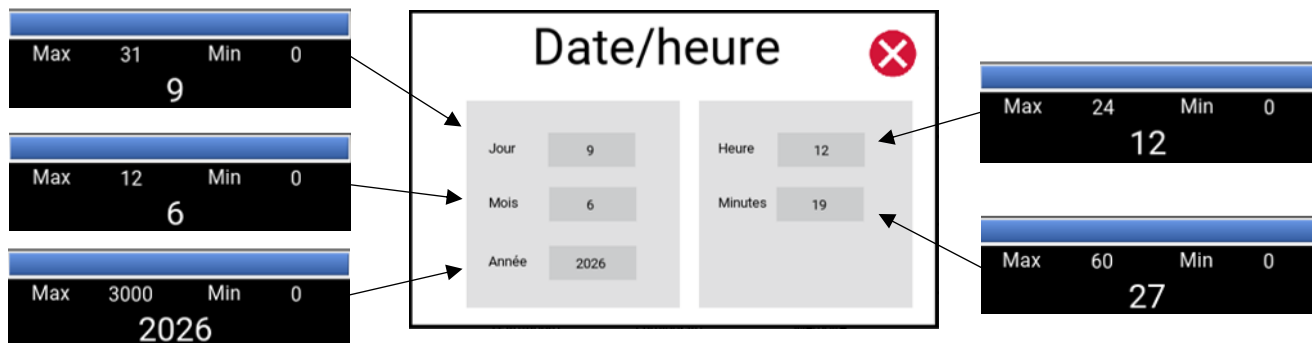 Max 31 Min 0
9
Max 12 Min 0
6
Max 3000 Min 0
2026
Date/heure
Jour 9
Mois 6
Année 2026
Heure 12
Minutes 19
Max 24 Min 0
12
Max 60 Min 0
27